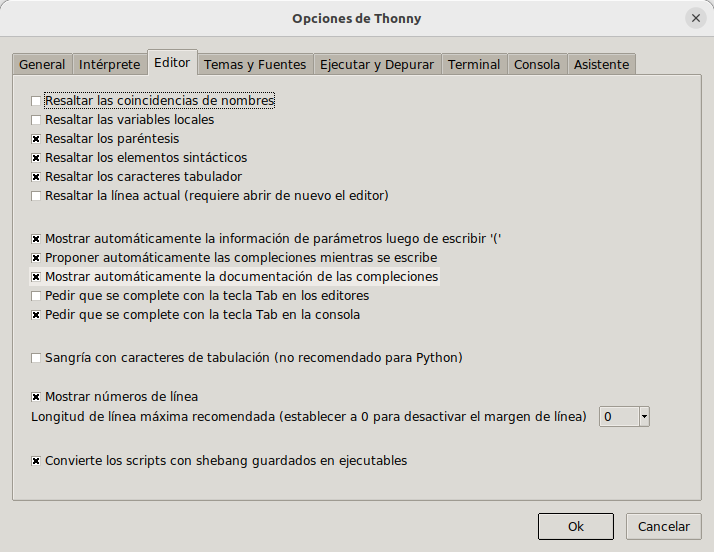 Opciones de Thonny
General Intérprete Editor Temas y Fuentes Ejecutar y Depurar Terminal Consola Asistente
Resaltar las coincidencias de nombres
Resaltar las variables locales
Resaltar los paréntesis
Resaltar los elementos sintácticos
Resaltar los caracteres tabulador
Resaltar la línea actual (requiere abrir de nuevo el editor)
Mostrar automáticamente la información de parámetros luego de escribir '('
Proponer automáticamente las compleciones mientras se escribe
Mostrar automáticamente la documentación de las compleciones
Pedir que se complete con la tecla Tab en los editores
Pedir que se complete con la tecla Tab en la consola
Sangría con caracteres de tabulación (no recomendado para Python)
Mostrar números de línea
Longitud de línea máxima recomendada (establecer a 0 para desactivar el margen de línea) 0
Convierte los scripts con shebang guardados en ejecutables
Ok Cancelar